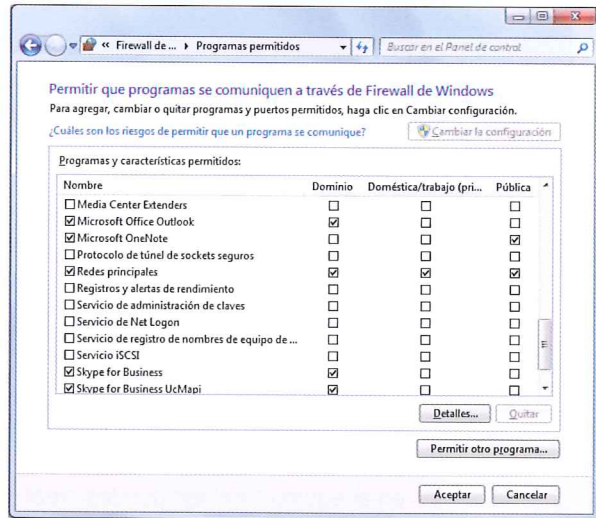 « Firewall de ... ▸ Programas permitidos
Buscar en el Panel de control
Permitir que programas se comuniquen a través de Firewall de Windows
Para agregar, cambiar o quitar programas y puertos permitidos, haga clic en Cambiar configuración.
¿Cuáles son los riesgos de permitir que un programa se comunique?
Cambiar la configuración
Programas y características permitidos:
Nombre Dominio Doméstica/trabajo (pri... Pública
Media Center Extenders
Microsoft Office Outlook
Microsoft OneNote
Protocolo de túnel de sockets seguros
Redes principales
Registros y alertas de rendimiento
Servicio de administración de claves
Servicio de Net Logon
Servicio de registro de nombres de equipo de ...
Servicio iSCSI
Skype for Business
Skype for Business UcMapi
Detalles... Quitar
Permitir otro programa...
Aceptar Cancelar